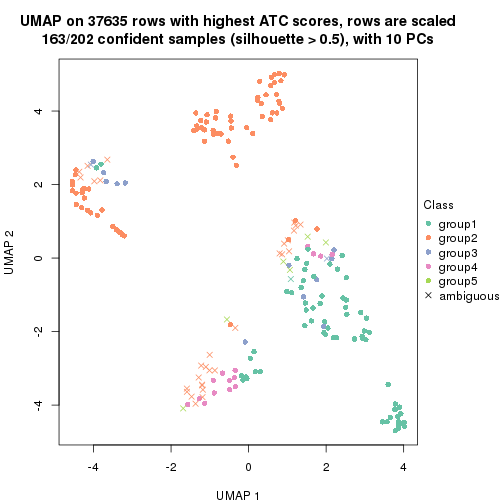 UMAP on 37635 rows with highest ATC scores, rows are scaled
163/202 confident samples (silhouette > 0.5), with 10 PCs
4
2
0
-2
-4
UMAP 2
-4
-2
0
2
4
UMAP 1
Class
group1
group2
group3
group4
group5
ambiguous